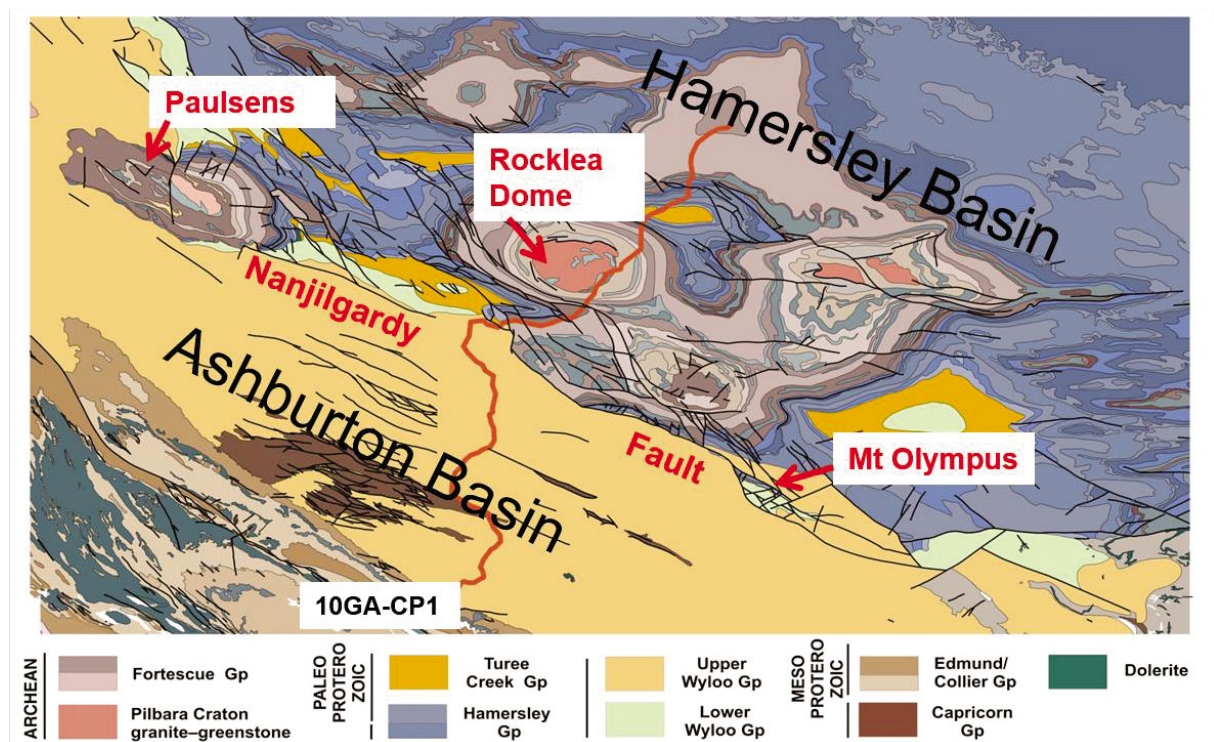 Hamersley Basin
Paulsens
Rocklea
Dome
Nanjilgardy
Ashburton Basin
Fault
Mt Olympus
10GA-CP1
ARCHEAN
Fortescue Gp
Pilbara Craton
granite–greenstone
PALEO
PROTERO
ZOIC
Turee
Creek Gp
Hamersley
Gp
Upper
Wyloo Gp
Lower
Wyloo Gp
MESO
PROTERO
ZOIC
Edmund/
Collier Gp
Capricorn
Gp
Dolerite